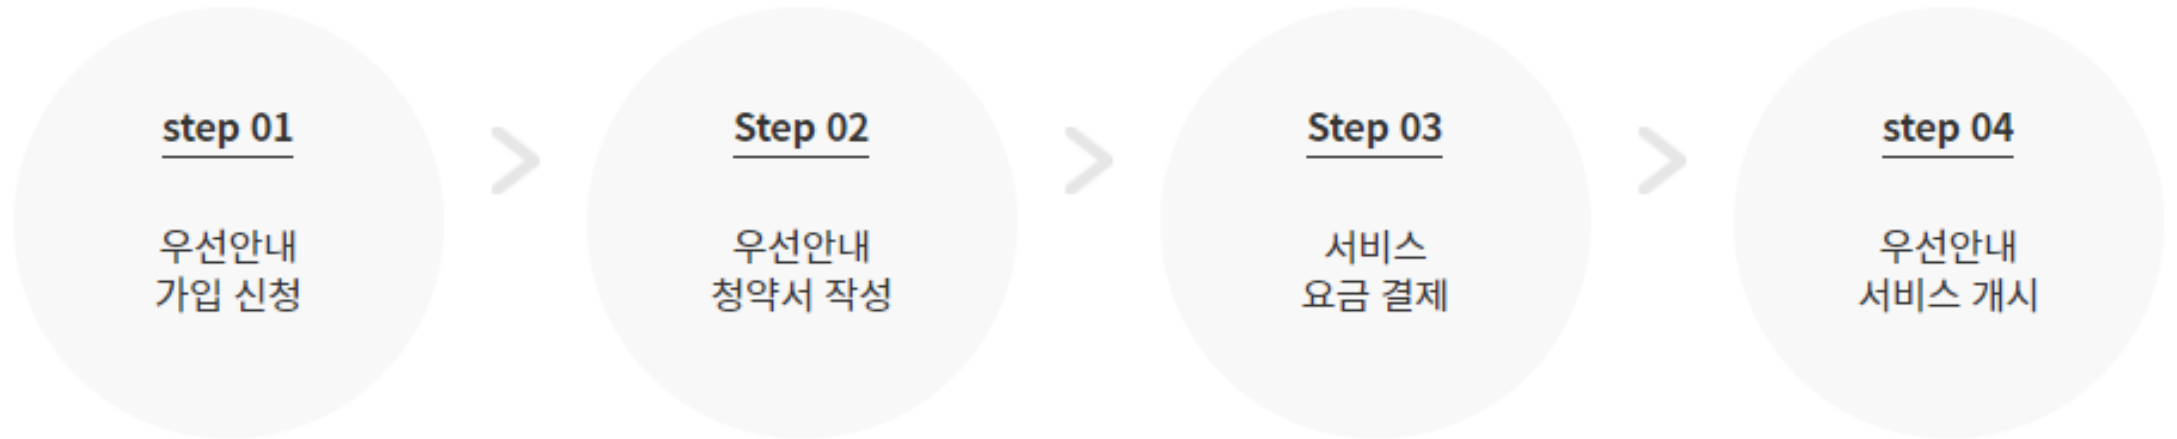 step 01
우선안내
가입 신청
Step 02
우선안내
청약서 작성
Step 03
서비스
요금 결제
step 04
우선안내
서비스 개시